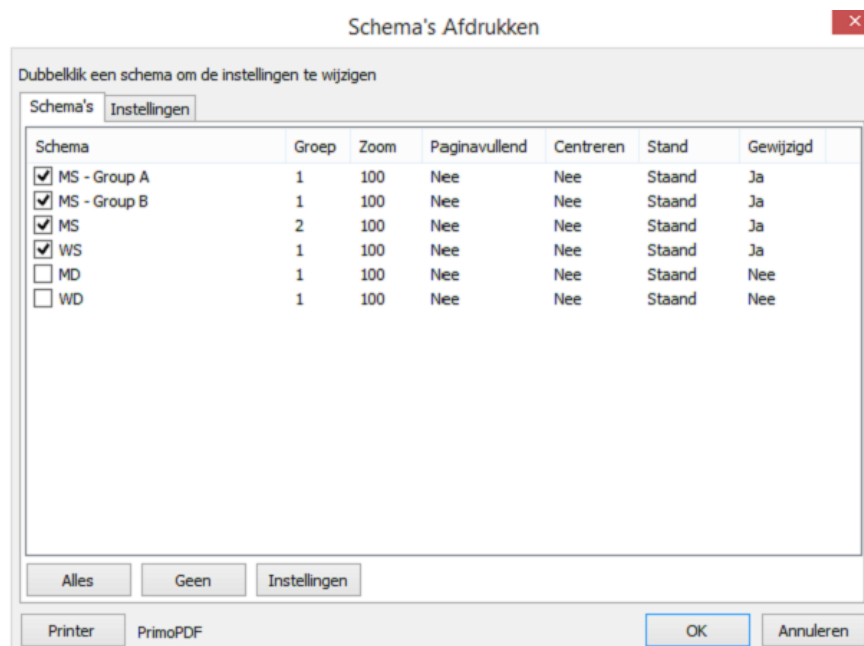 Schema's Afdrukken
Dubbelklik een schema om de instellingen te wijzigen
Schema's Instellingen
Schema Groep Zoom Paginavullend Centreren Stand Gewijzigd
MS - Group A 1 100 Nee Nee Staand Ja
MS - Group B 1 100 Nee Nee Staand Ja
MS 2 100 Nee Nee Staand Ja
WS 1 100 Nee Nee Staand Ja
MD 1 100 Nee Nee Staand Nee
WD 1 100 Nee Nee Staand Nee
Alles Geen Instellingen
Printer PrimoPDF OK Annuleren